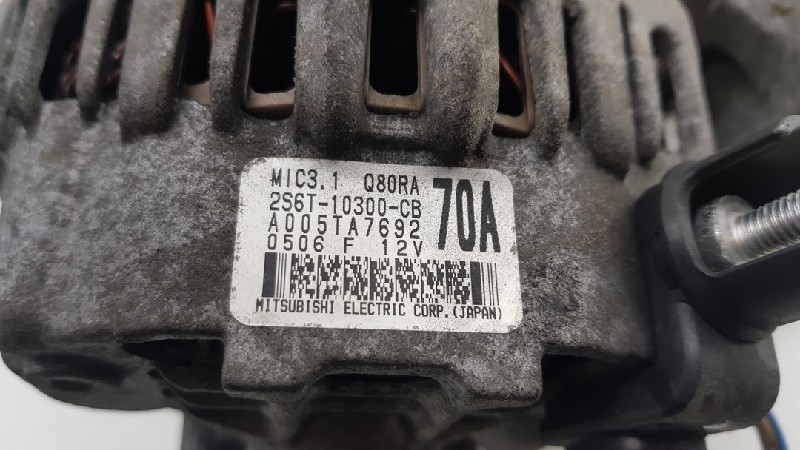 MIC3.1 Q80RA 70A
2S6T-10300-CB
A005TA7692
0506 F 12V
MITSUBISHI ELECTRIC CORP.(JAPAN)